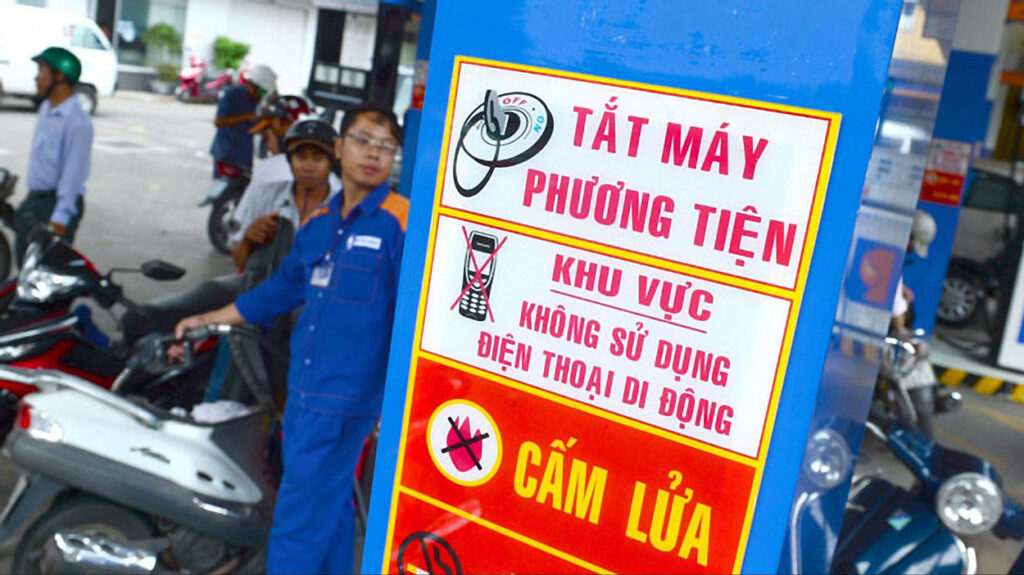 OFF
ON
TẮT MÁY
PHƯƠNG TIỆN
KHU VỰC
KHÔNG SỬ DỤNG
ĐIỆN THOẠI DI ĐỘNG
CẤM LỬA